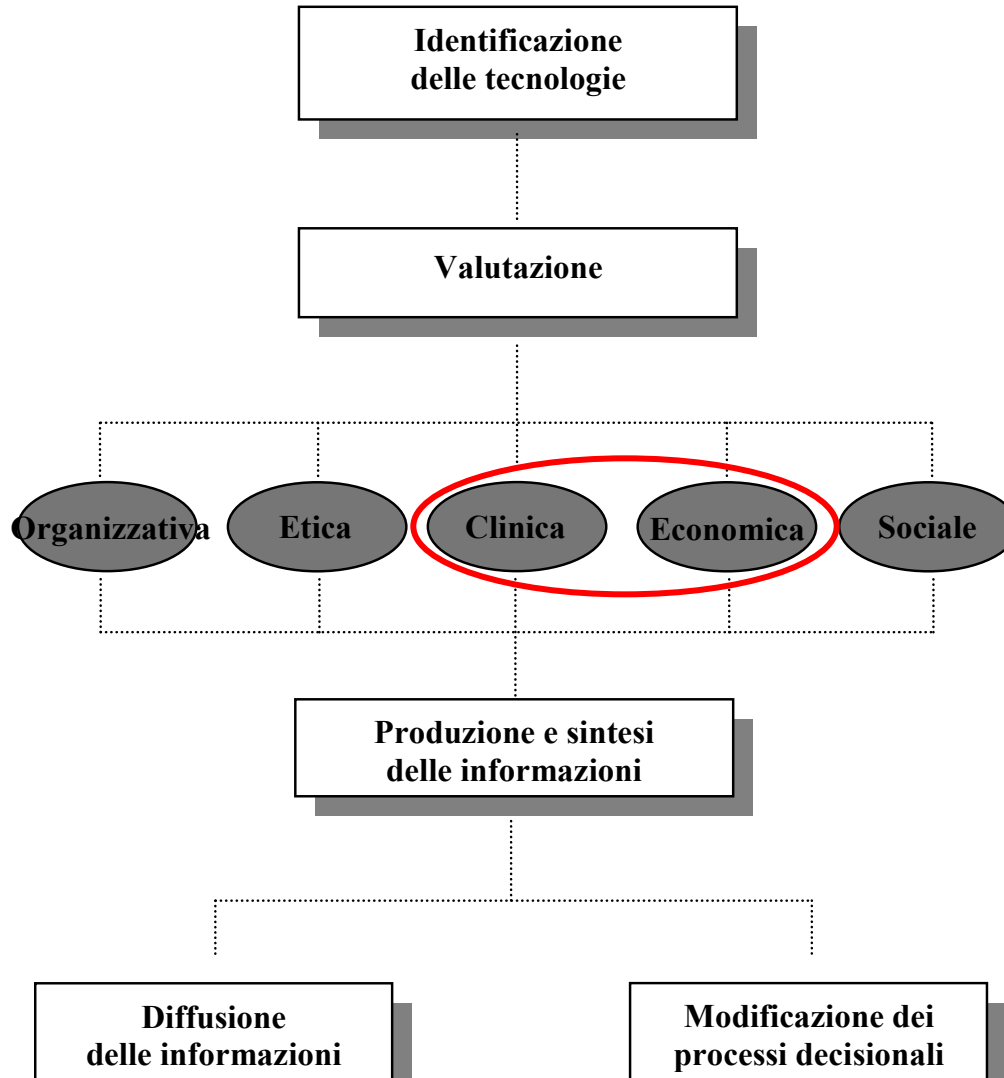 Identificazione
delle tecnologie
Valutazione
Organizzativa
Etica
Clinica
Economica
Sociale
Produzione e sintesi
delle informazioni
Diffusione
delle informazioni
Modificazione dei
processi decisionali